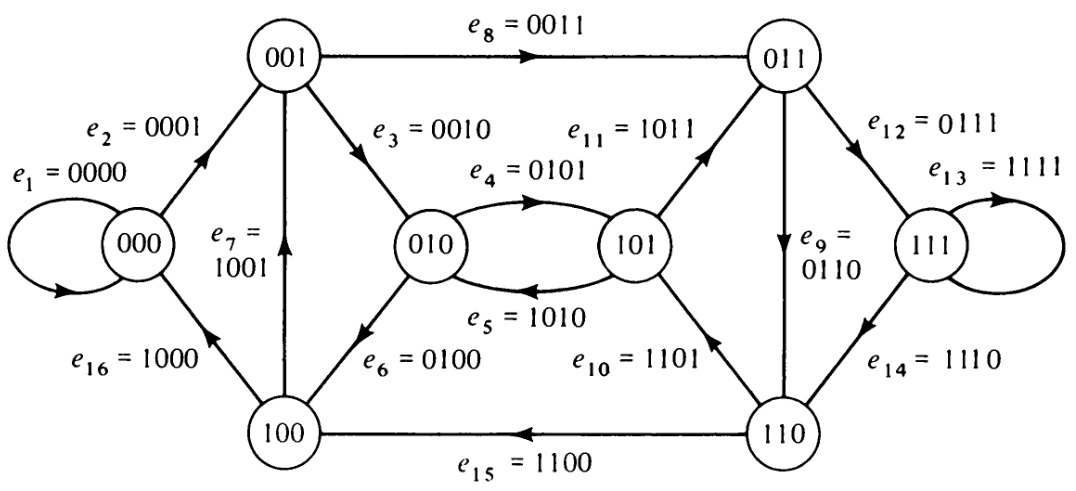 e₈ = 0011
001
011
e₂ = 0001
e₃ = 0010
e₁₁ = 1011
e₁₂ = 0111
e₁ = 0000
e₄ = 0101
e₁₃ = 1111
000
e₇ =
1001
010
101
e₉ =
0110
111
e₅ = 1010
e₁₆ = 1000
e₆ = 0100
e₁₀ = 1101
e₁₄ = 1110
100
110
e₁₅ = 1100